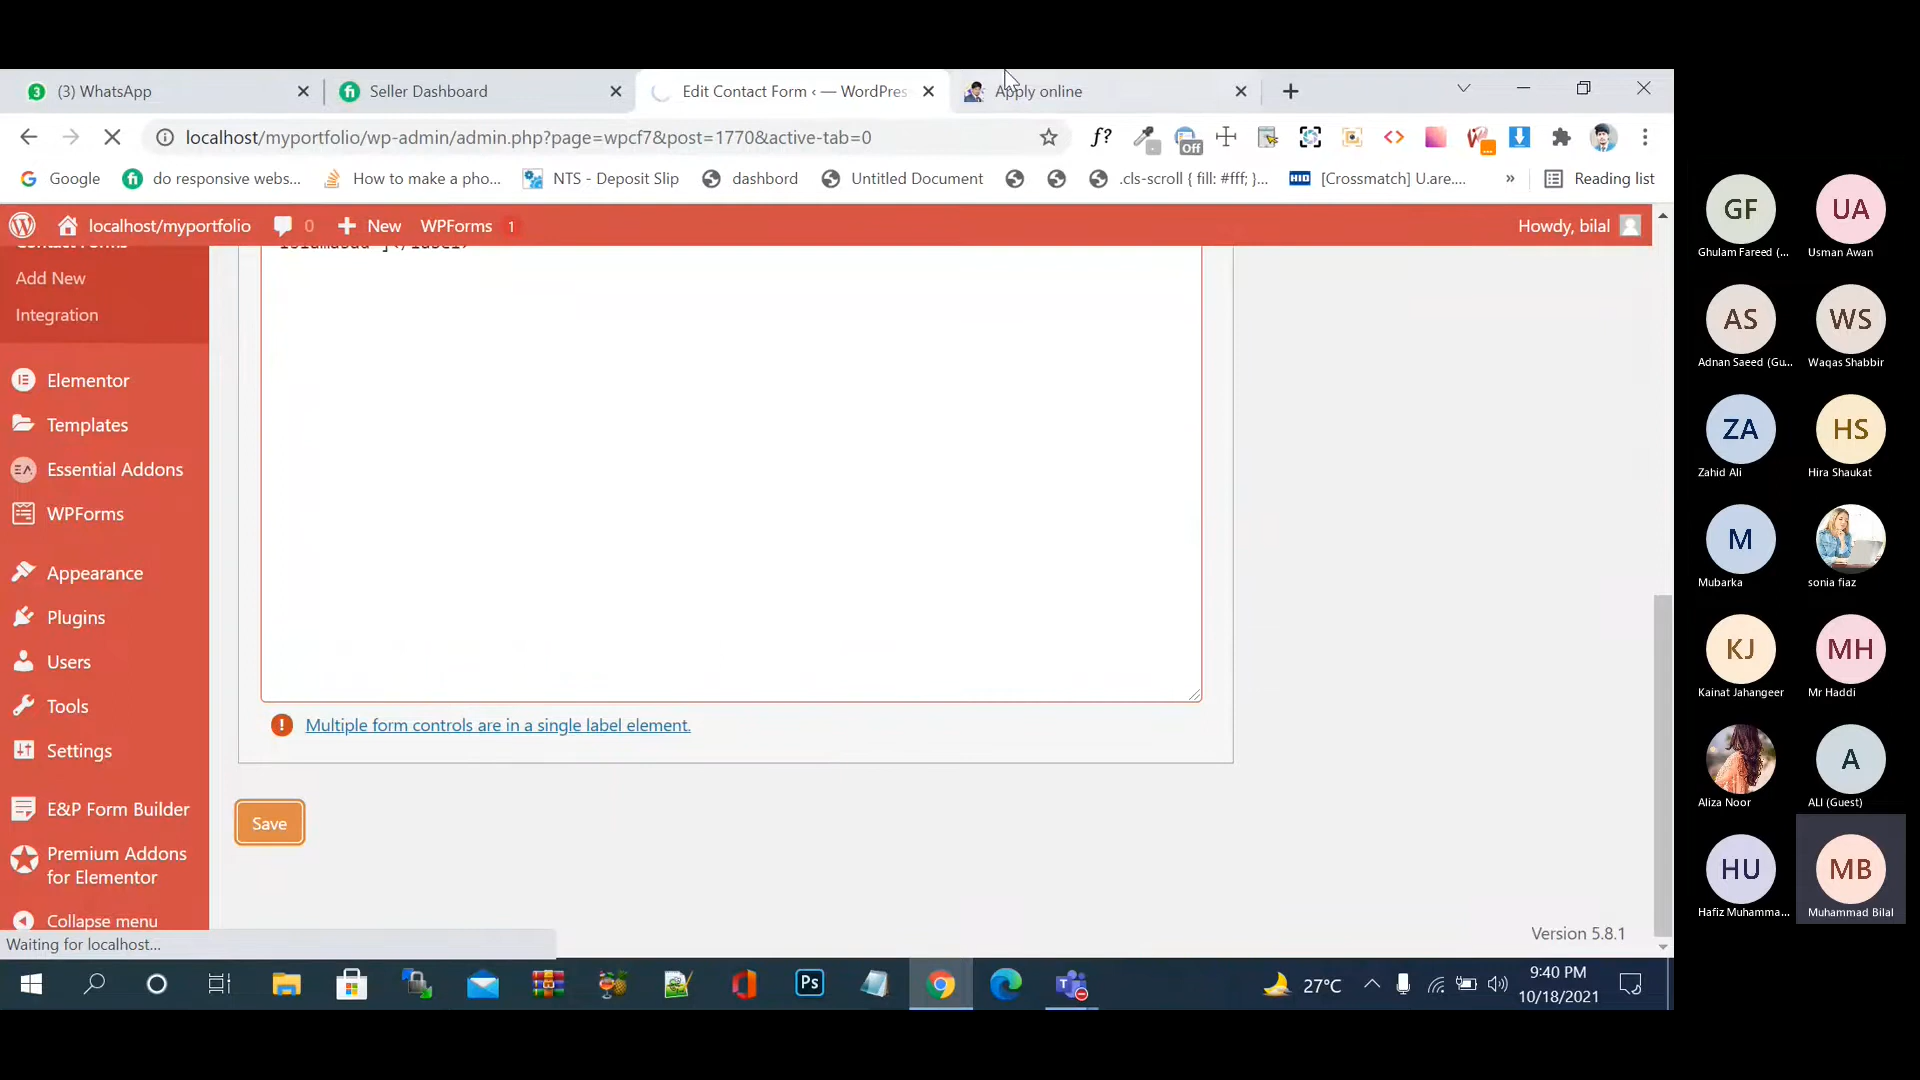 3
(3) WhatsApp
Seller Dashboard
Edit Contact Form ‹ — WordPres
Apply online
localhost/myportfolio/wp-admin/admin.php?page=wpcf7&post=1770&active-tab=0
f?
Off
Google
do responsive webs...
How to make a pho...
NTS - Deposit Slip
dashbord
Untitled Document
.cls-scroll { fill: #fff; }...
HID
[Crossmatch] U.are....
»
Reading list
localhost/myportfolio
0
New
WPForms 1
Howdy, bilal
Contact Forms
Add New
Integration
Elementor
Templates
Essential Addons
WPForms
Appearance
Plugins
Users
Tools
Settings
E&P Form Builder
Premium Addons
for Elementor
Collapse menu
Multiple form controls are in a single label element.
Save
Version 5.8.1
Waiting for localhost...
Ps
27°C
9:40 PM
10/18/2021
GF
Ghulam Fareed (...
UA
Usman Awan
AS
Adnan Saeed (Gu...
WS
Waqas Shabbir
ZA
Zahid Ali
HS
Hira Shaukat
M
Mubarka
sonia fiaz
KJ
Kainat Jahangeer
MH
Mr Haddi
Aliza Noor
A
ALI (Guest)
HU
Hafiz Muhamma...
MB
Muhammad Bilal